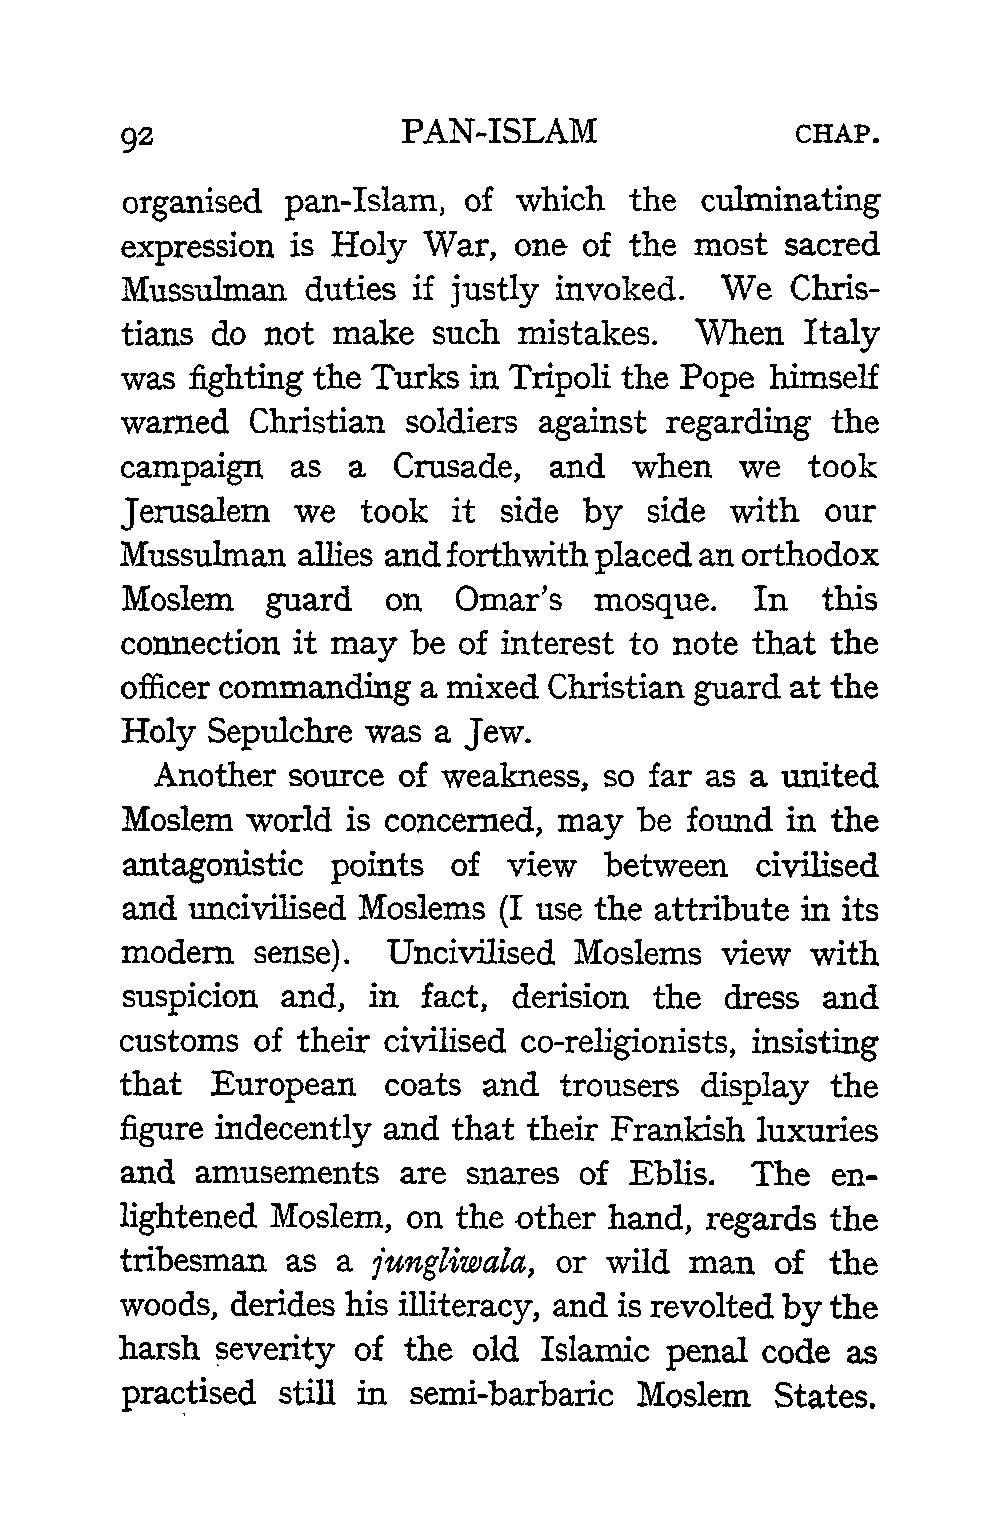 92 PAN-ISLAM CHAP.
organised pan-Islam, of which the culminating
expression is Holy War, one of the most sacred
Mussulman duties if justly invoked. We Chris-
tians do not make such mistakes. When Italy
was fighting the Turks in Tripoli the Pope himself
warned Christian soldiers against regarding the
campaign as a Crusade, and when we took
Jerusalem we took it side by side with our
Mussulman allies and forthwith placed an orthodox
Moslem guard on Omar's mosque. In this
connection it may be of interest to note that the
officer commanding a mixed Christian guard at the
Holy Sepulchre was a Jew.
Another source of weakness, so far as a united
Moslem world is concerned, may be found in the
antagonistic points of view between civilised
and uncivilised Moslems (I use the attribute in its
modern sense). Uncivilised Moslems view with
suspicion and, in fact, derision the dress and
customs of their civilised co-religionists, insisting
that European coats and trousers display the
figure indecently and that their Frankish luxuries
and amusements are snares of Eblis. The en-
lightened Moslem, on the other hand, regards the
tribesman as a jungliwala, or wild man of the
woods, derides his illiteracy, and is revolted by the
harsh severity of the old Islamic penal code as
practised still in semi-barbaric Moslem States.